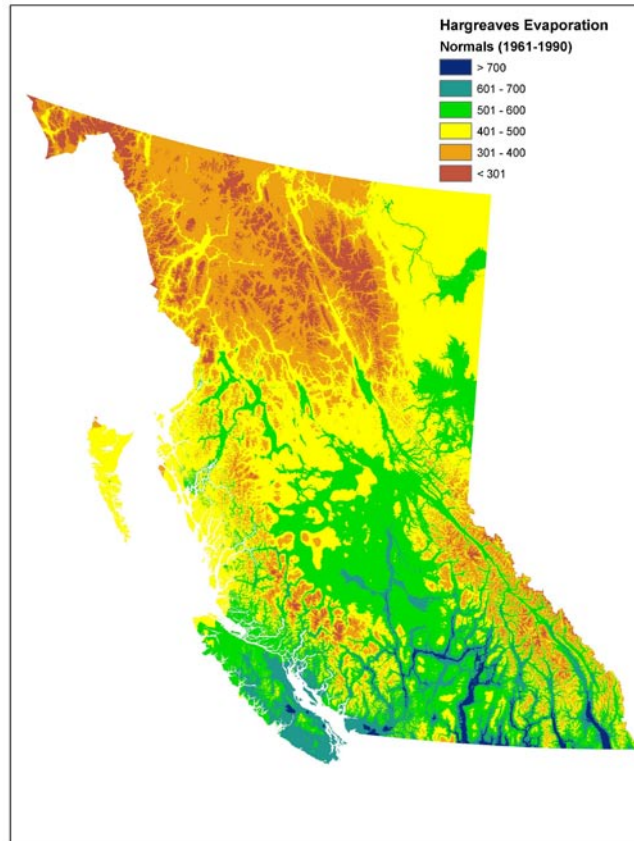 Hargreaves Evaporation
Normals (1961-1990)
> 700
601 - 700
501 - 600
401 - 500
301 - 400
< 301